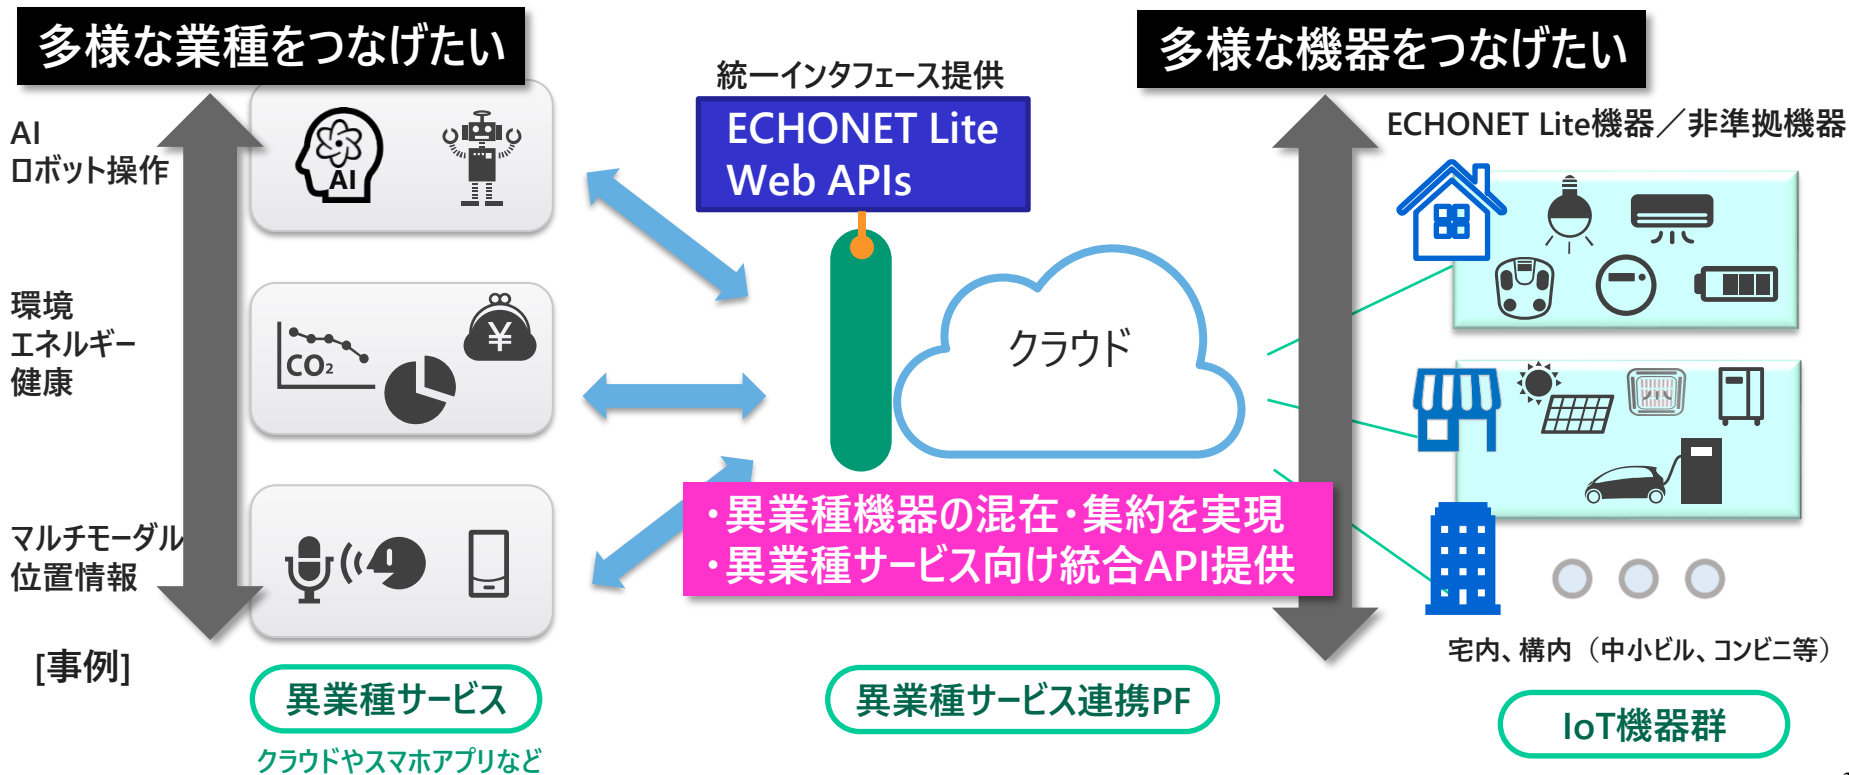 多様な業種をつなげたい
多様な機器をつなげたい
統一インタフェース提供
ECHONET Lite
Web APIs
AI
ロボット操作
AI
ECHONET Lite機器／非準拠機器
環境
エネルギー
健康
CO₂
¥
クラウド
マルチモーダル
位置情報
・異業種機器の混在・集約を実現
・異業種サービス向け統合API提供
[事例]
宅内、構内（中小ビル、コンビニ等）
異業種サービス
異業種サービス連携PF
IoT機器群
クラウドやスマホアプリなど